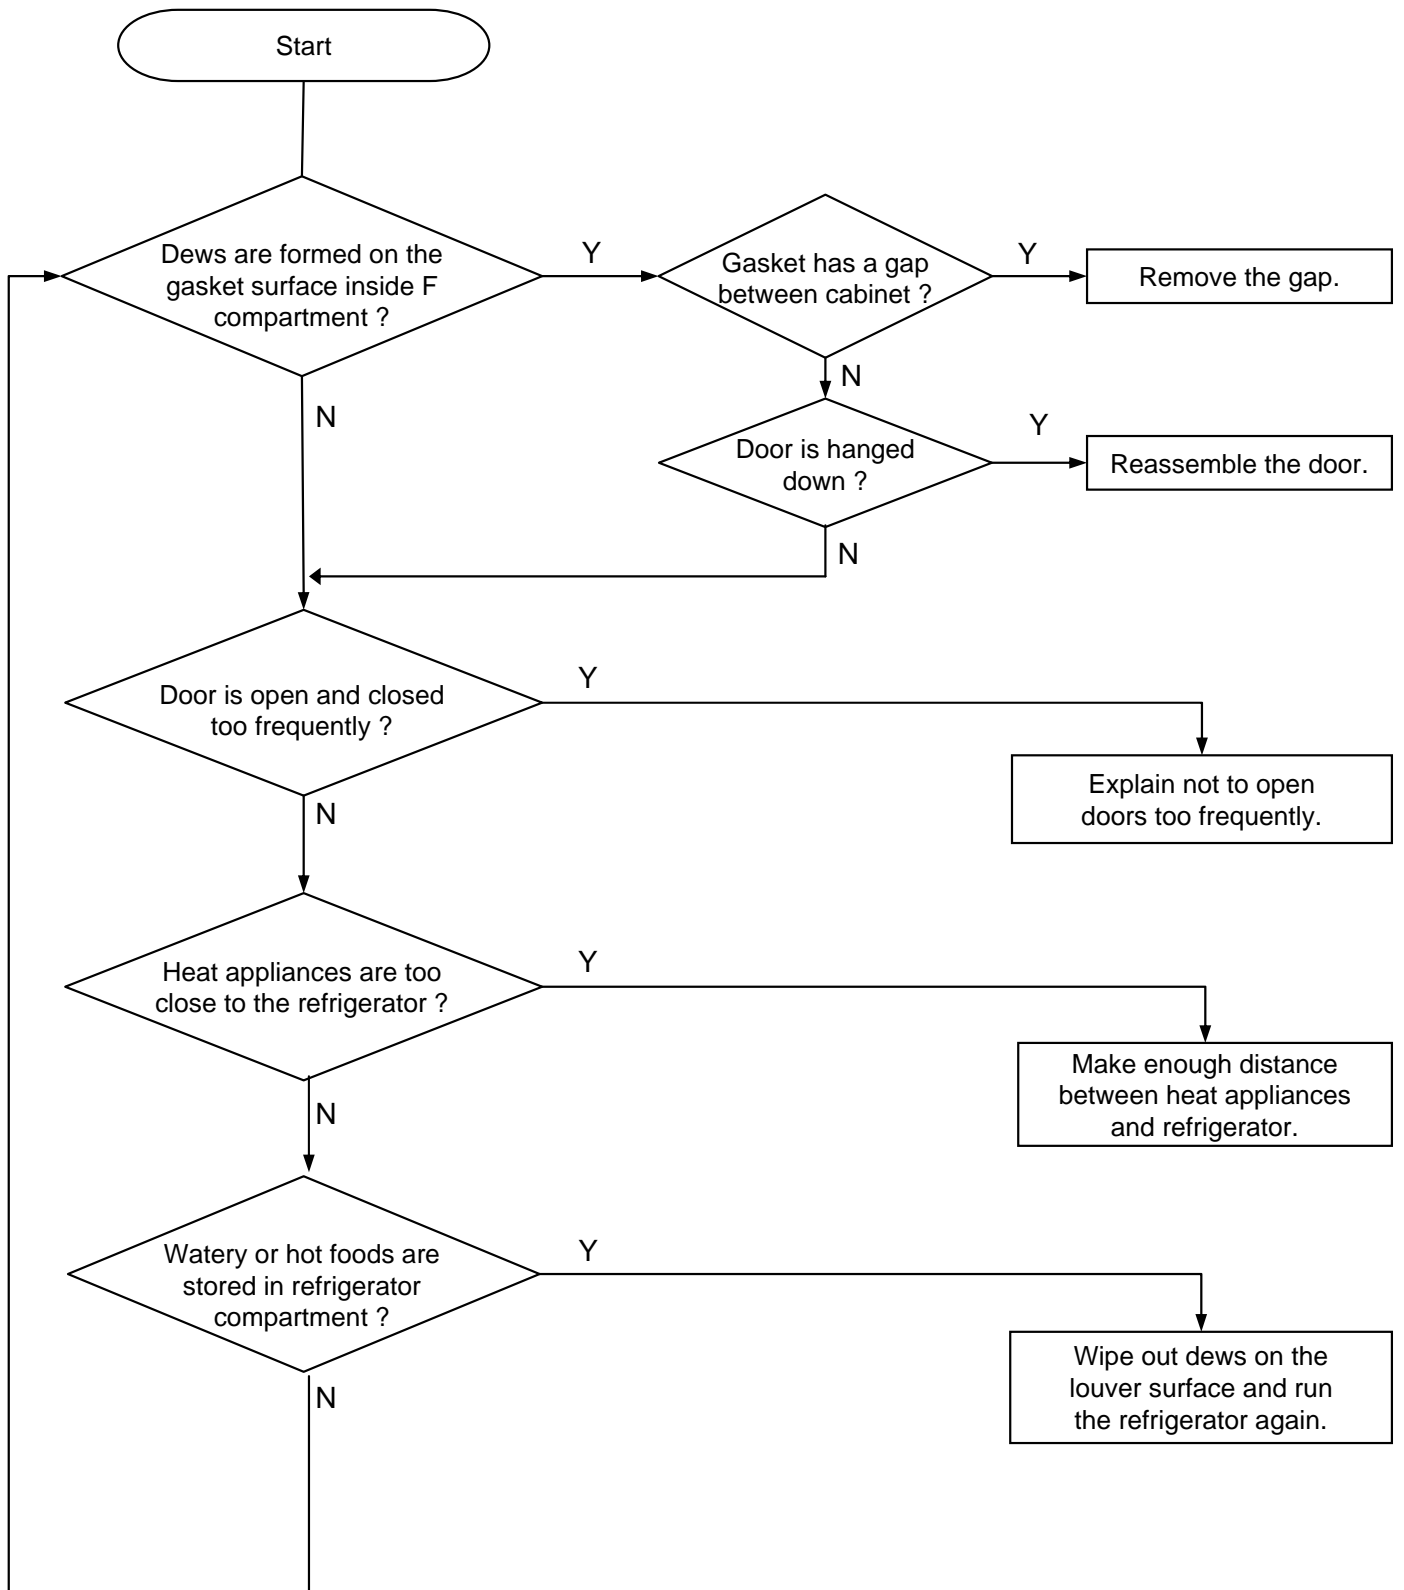 Start
Dews are formed on the
gasket surface inside F
compartment ?
Y
Gasket has a gap
between cabinet ?
Y
Remove the gap.
N
N
Door is hanged
down ?
Y
Reassemble the door.
N
Door is open and closed
too frequently ?
Y
Explain not to open
doors too frequently.
N
Heat appliances are too
close to the refrigerator ?
Y
Make enough distance
between heat appliances
and refrigerator.
N
Watery or hot foods are
stored in refrigerator
compartment ?
Y
Wipe out dews on the
louver surface and run
the refrigerator again.
N